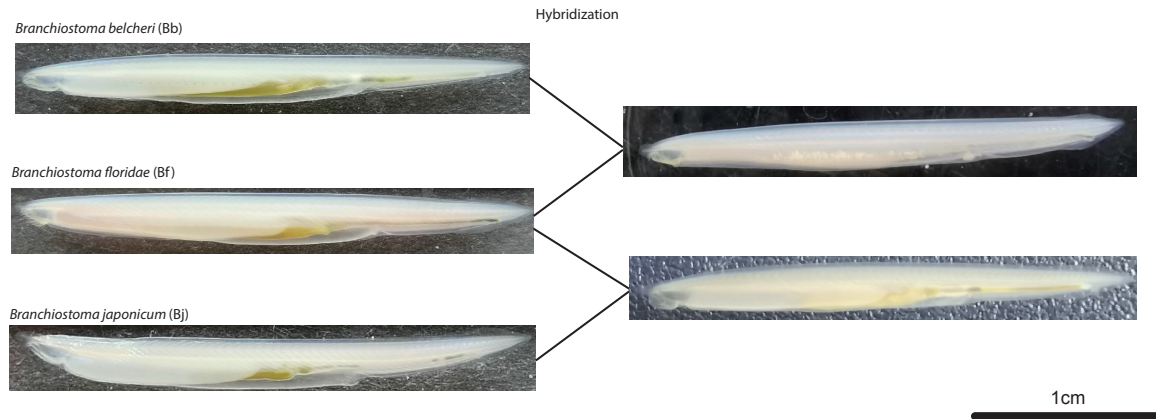 Hybridization
Branchiostoma belcheri (Bb)
Branchiostoma floridae (Bf)
Branchiostoma japonicum (Bj)
1cm